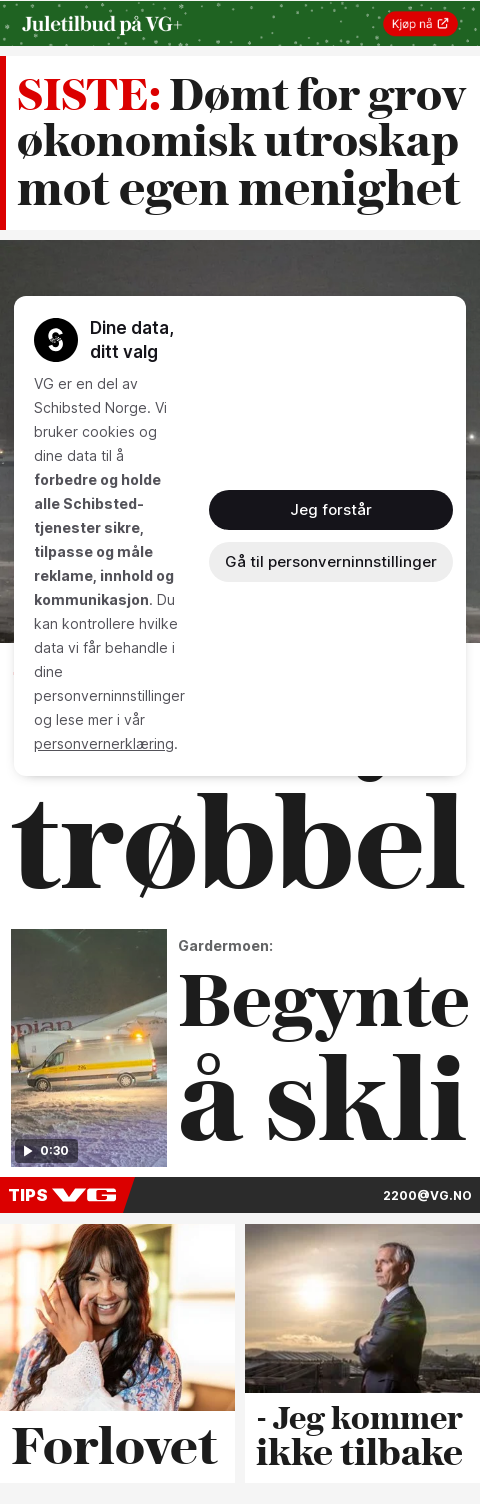 Juletilbud på VG+
Kjøp nå
SISTE: Dømt for grov
økonomisk utroskap
mot egen menighet
Dine data,
ditt valg
VG er en del av
Schibsted Norge. Vi
bruker cookies og
dine data til å
forbedre og holde
alle Schibsted-
tjenester sikre,
tilpasse og måle
reklame, innhold og
kommunikasjon. Du
kan kontrollere hvilke
data vi får behandle i
dine
personverninnstillinger
og lese mer i vår
personvernerklæring.
Jeg forstår
Gå til personverninnstillinger
trøbbel
Gardermoen:
Begynte
å skli
0:30
TIPS VG
2200@VG.NO
Forlovet
- Jeg kommer
ikke tilbake